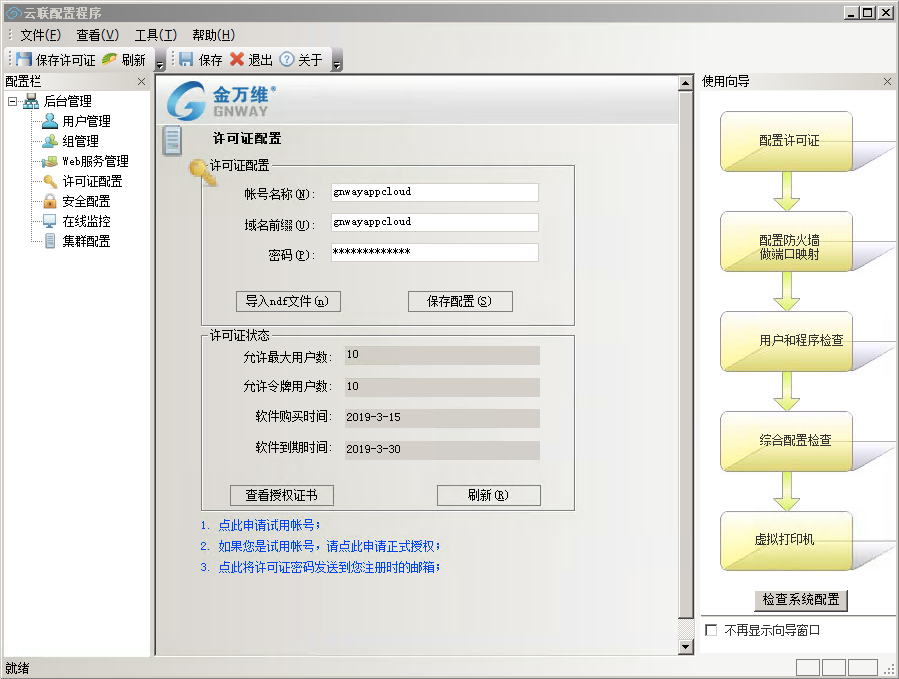 云联配置程序
文件(F) 查看(V) 工具(T) 帮助(H)
保存许可证 刷新 保存 退出 关于
配置栏
后台管理
用户管理
组管理
Web服务管理
许可证配置
安全配置
在线监控
集群配置
金万维®
GNWAY
许可证配置
许可证配置
帐号名称(N): gnwayappcloud
域名前缀(U): gnwayappcloud
密码(P): *************
导入ndf文件(n) 保存配置(S)
许可证状态
允许最大用户数: 10
允许令牌用户数: 10
软件购买时间: 2019-3-15
软件到期时间: 2019-3-30
查看授权证书 刷新(R)
1. 点此申请试用帐号;
2. 如果您是试用帐号,请点此申请正式授权;
3. 点此将许可证密码发送到您注册时的邮箱;
使用向导
配置许可证
配置防火墙
做端口映射
用户和程序检查
综合配置检查
虚拟打印机
检查系统配置
不再显示向导窗口
就绪